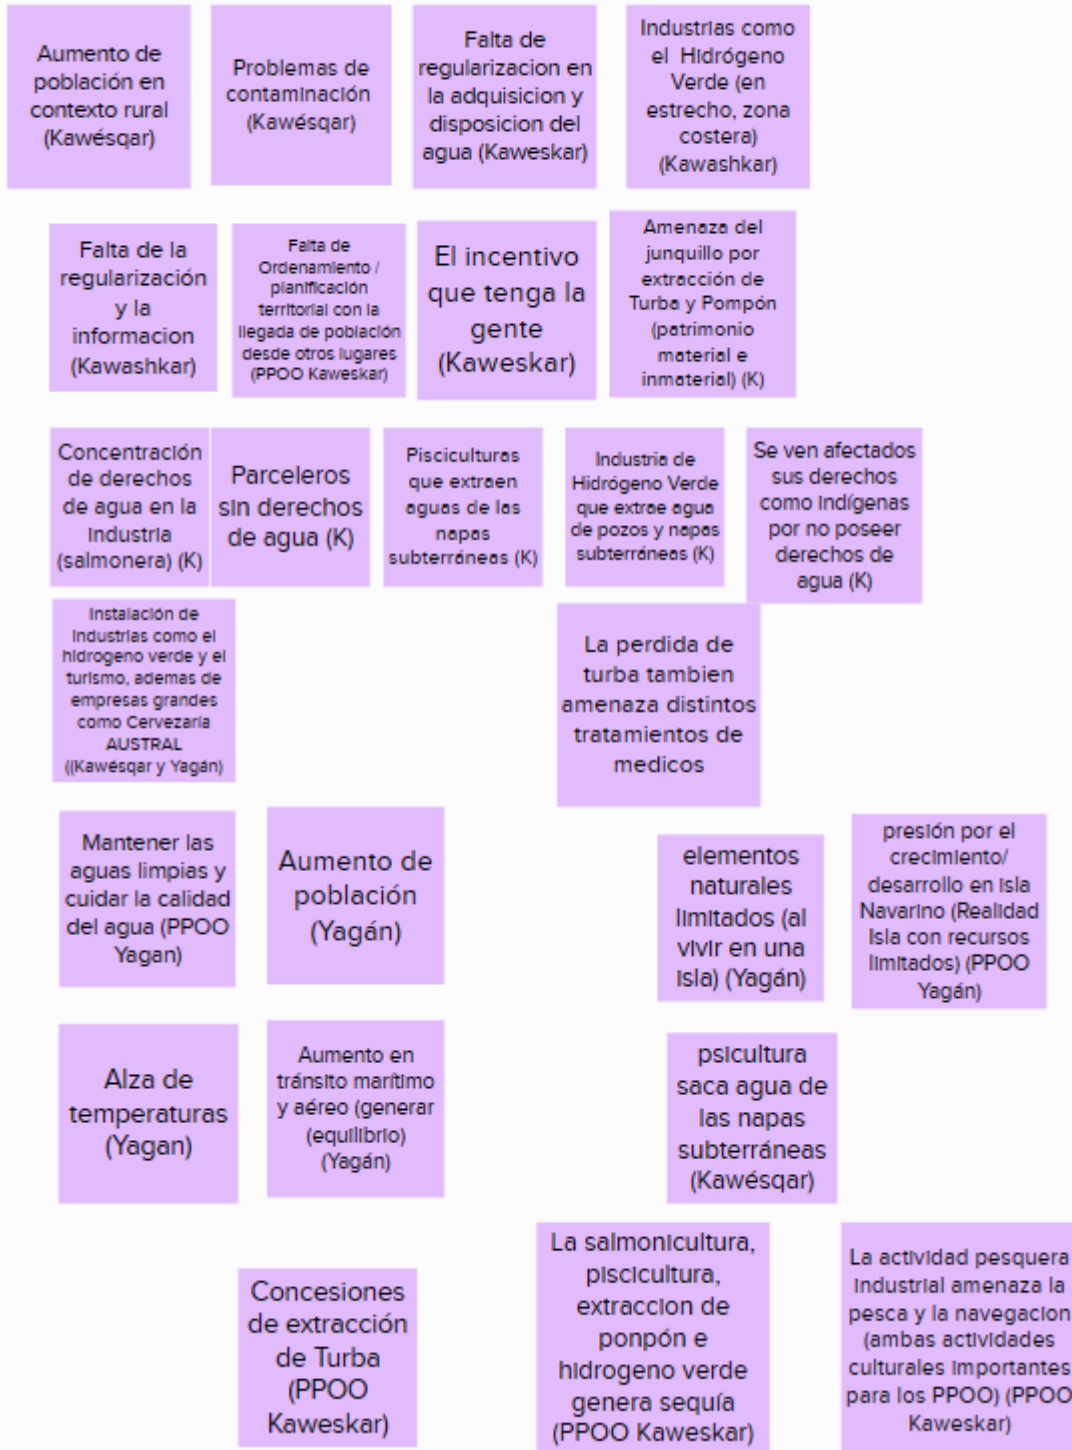 Aumento de
población en
contexto rural
(Kawésqar)
Problemas de
contaminación
(Kawésqar)
Falta de
regularizacion en
la adquisicion y
disposicion del
agua (Kaweskar)
Industrias como
el Hidrógeno
Verde (en
estrecho, zona
costera)
(Kawashkar)
Falta de la
regularización
y la
informacion
(Kawashkar)
Falta de
Ordenamiento /
planificación
territorial con la
llegada de población
desde otros lugares
(PPOO Kaweskar)
El incentivo
que tenga la
gente
(Kaweskar)
Amenaza del
junquillo por
extracción de
Turba y Pompón
(patrimonio
material e
inmaterial) (K)
Concentración
de derechos
de agua en la
industria
(salmonera) (K)
Parceleros
sin derechos
de agua (K)
Pisciculturas
que extraen
aguas de las
napas
subterráneas (K)
Industria de
Hidrógeno Verde
que extrae agua
de pozos y napas
subterráneas (K)
Se ven afectados
sus derechos
como indígenas
por no poseer
derechos de
agua (K)
Instalación de
industrias como el
hidrogeno verde y el
turismo, ademas de
empresas grandes
como Cervezaría
AUSTRAL
((Kawésqar y Yagán)
La perdida de
turba tambien
amenaza distintos
tratamientos de
medicos
Mantener las
aguas limpias y
cuidar la calidad
del agua (PPOO
Yagan)
Aumento de
población
(Yagán)
elementos
naturales
limitados (al
vivir en una
isla) (Yagán)
presión por el
crecimiento/
desarrollo en isla
Navarino (Realidad
Isla con recursos
limitados) (PPOO
Yagán)
Alza de
temperaturas
(Yagan)
Aumento en
tránsito marítimo
y aéreo (generar
(equilibrio)
(Yagán)
psicultura
saca agua de
las napas
subterráneas
(Kawésqar)
Concesiones
de extracción
de Turba
(PPOO
Kaweskar)
La salmonicultura,
piscicultura,
extraccion de
ponpón e
hidrogeno verde
genera sequía
(PPOO Kaweskar)
La actividad pesquera
industrial amenaza la
pesca y la navegacion
(ambas actividades
culturales importantes
para los PPOO) (PPOO
Kaweskar)